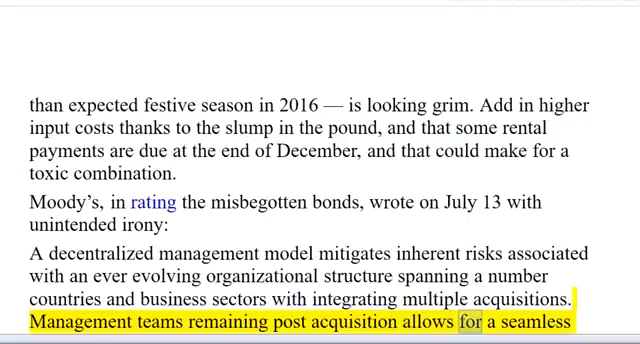 than expected festive season in 2016 — is looking grim. Add in higher
input costs thanks to the slump in the pound, and that some rental
payments are due at the end of December, and that could make for a
toxic combination.
Moody’s, in rating the misbegotten bonds, wrote on July 13 with
unintended irony:
A decentralized management model mitigates inherent risks associated
with an ever evolving organizational structure spanning a number
countries and business sectors with integrating multiple acquisitions.
Management teams remaining post acquisition allows for a seamless